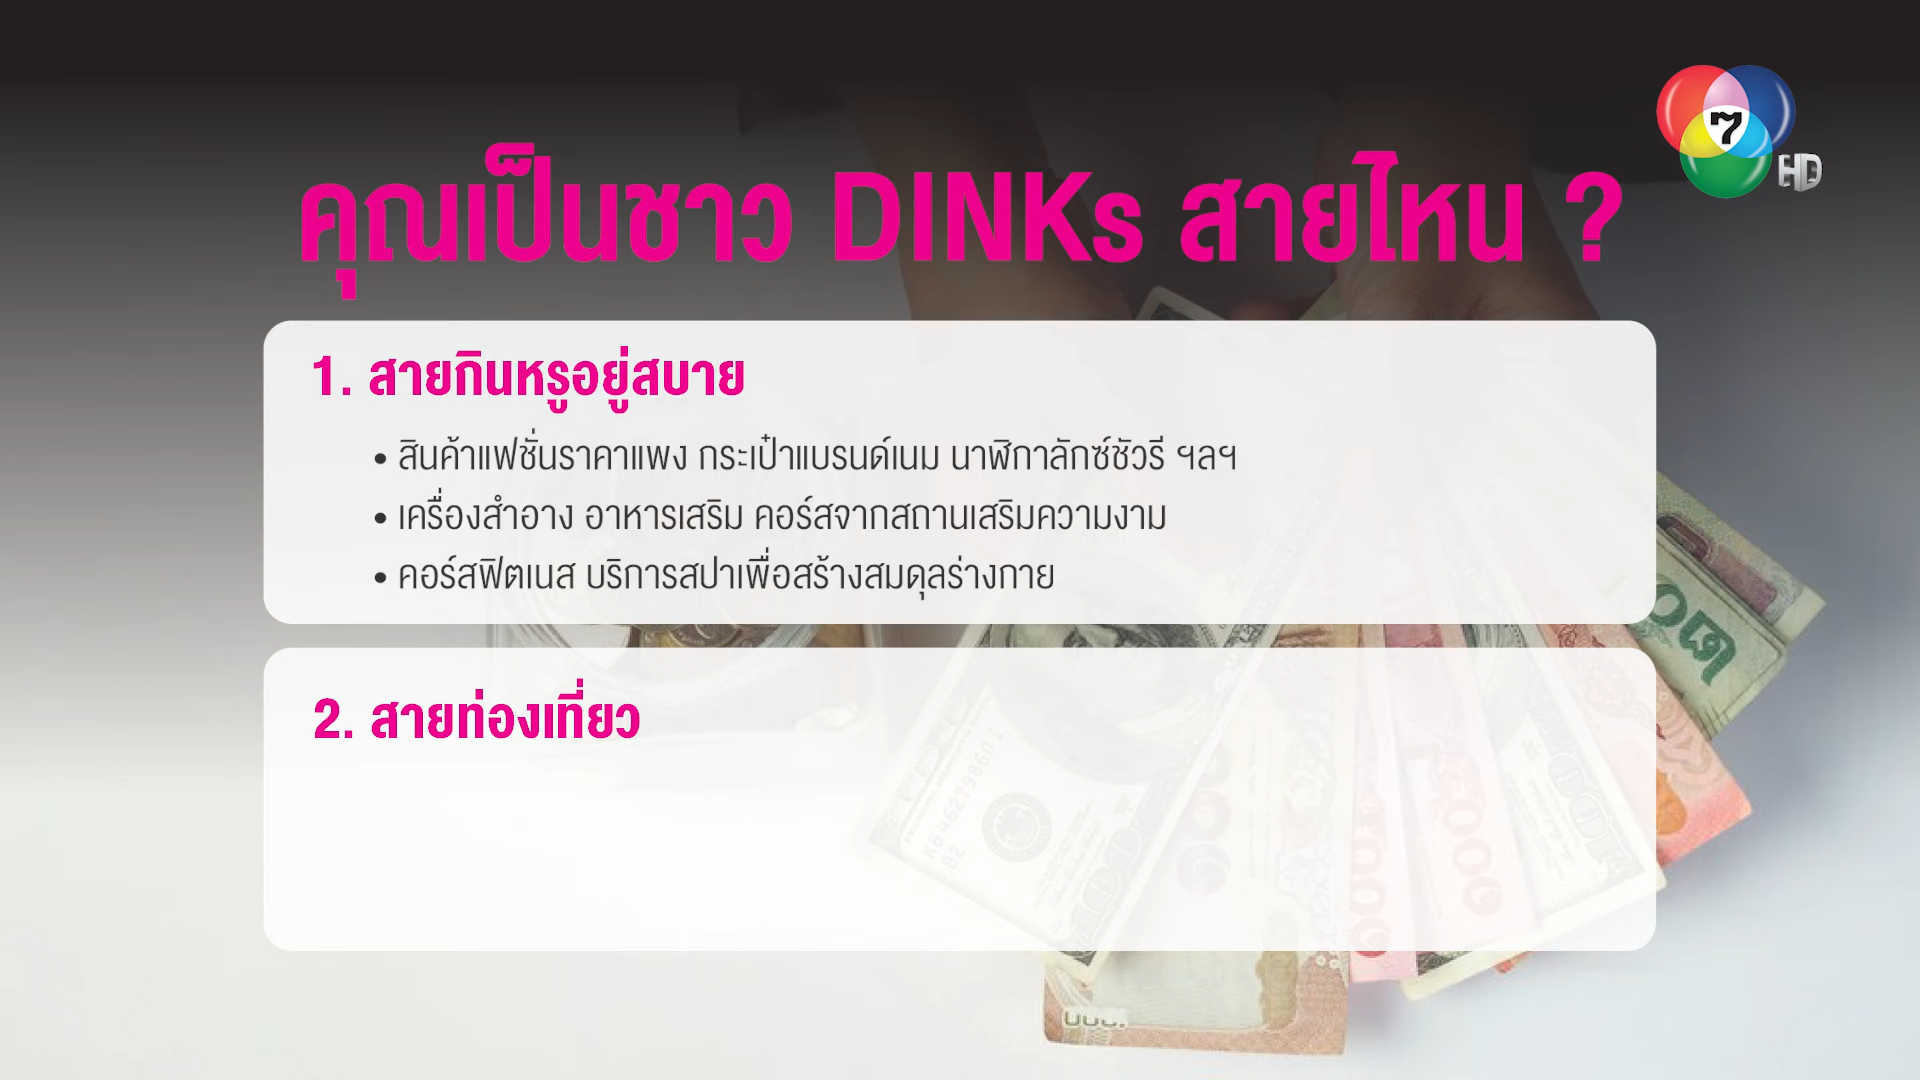 7
HD
คุณเป็นชาว DINKs สายไหน ?
1. สายกินหรูอยู่สบาย
• สินค้าแฟชั่นราคาแพง กระเป๋าแบรนด์เนม นาฬิกาลักซ์ชัวรี ฯลฯ
• เครื่องสำอาง อาหารเสริม คอร์สจากสถานเสริมความงาม
• คอร์สฟิตเนส บริการสปาเพื่อสร้างสมดุลร่างกาย
2. สายท่องเที่ยว